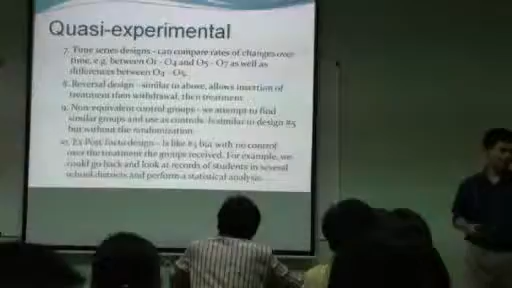 Quasi-experimental
7. Time series designs - can compare rates of changes over
time, e.g. between O1 - O4 and O5 - O7 as well as
differences between O4 - O5.
8. Reversal design - similar to above, allows insertion of
treatment then withdrawal, then treatment
9. Non-equivalent control groups - we attempt to find
similar groups and use as controls. Is similar to design #5
but without the randomization
10. Ex Post facto design - Is like #5 but with no control
over the treatment the groups received. For example, we
could go back and look at records of students in several
school districts and perform a statistical analysis